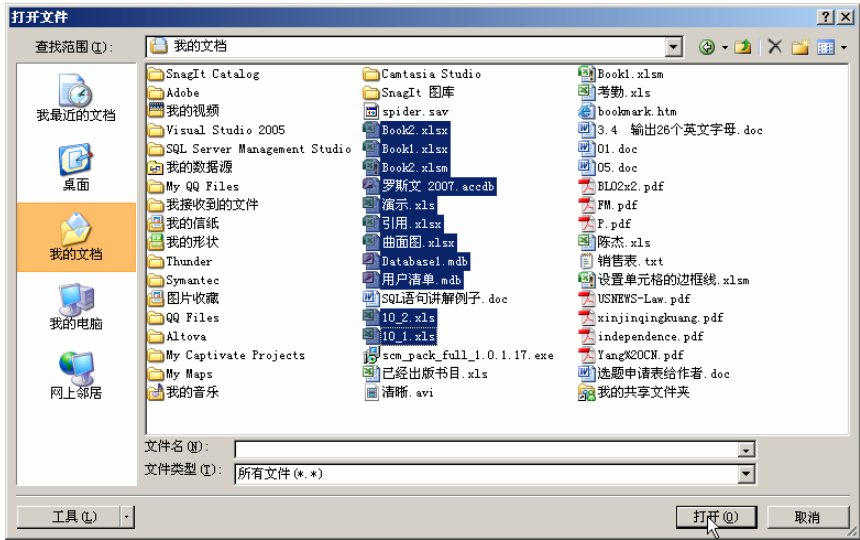 打开文件
查找范围(I):
我的文档
我最近的文档
桌面
我的文档
我的电脑
网上邻居
SnagIt Catalog
Adobe
我的视频
Visual Studio 2005
SQL Server Management Studio
我的数据源
My QQ Files
我接收到的文件
我的信纸
我的形状
Thunder
Symantec
图片收藏
QQ Files
Altova
My Captivate Projects
My Maps
我的音乐
Camtasia Studio
SnagIt 图库
spider.sav
Book2.xlsx
Book1.xlsx
Book2.xlsm
罗斯文 2007.accdb
演示.xls
引用.xlsx
曲面图.xlsx
Database1.mdb
用户清单.mdb
SQL语句讲解例子.doc
10_2.xls
10_1.xls
scm_pack_full_1.0.1.17.exe
已经出版书目.xls
清晰.avi
Book1.xlsm
考勤.xls
bookmark.htm
3.4 输出26个英文字母.doc
01.doc
05.doc
BLO2x2.pdf
FM.pdf
P.pdf
陈杰.xls
销售表.txt
设置单元格的边框线.xlsm
USNEWS-Law.pdf
xinjinqingkuang.pdf
independence.pdf
Yang%20CN.pdf
选题申请表给作者.doc
我的共享文件夹
文件名(N):
文件类型(T):
所有文件(*.*)
工具(L)
打开(O)
取消